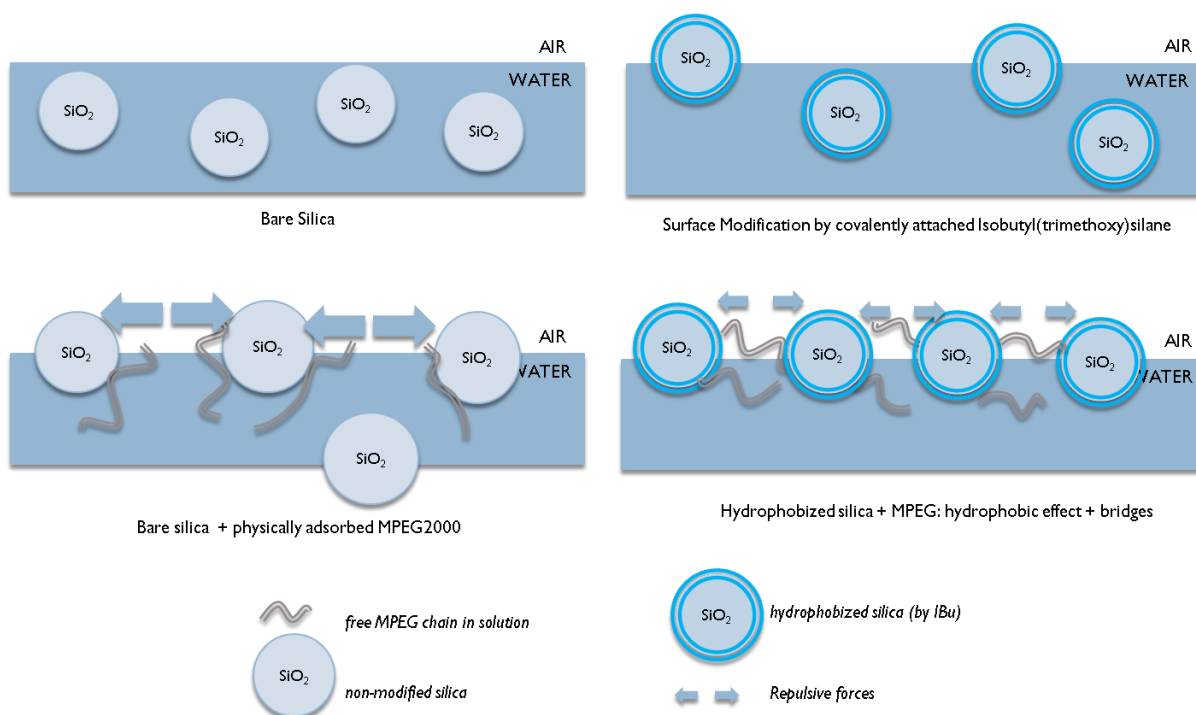 AIR
WATER
SiO2
SiO2
SiO2
SiO2
Bare Silica
AIR
WATER
SiO2
SiO2
SiO2
SiO2
Surface Modification by covalently attached Isobutyl(trimethoxy)silane
AIR
WATER
SiO2
SiO2
SiO2
SiO2
Bare silica + physically adsorbed MPEG2000
AIR
WATER
SiO2
SiO2
SiO2
SiO2
Hydrophobized silica + MPEG: hydrophobic effect + bridges
free MPEG chain in solution
SiO2
non-modified silica
SiO2
hydrophobized silica (by IBu)
Repulsive forces